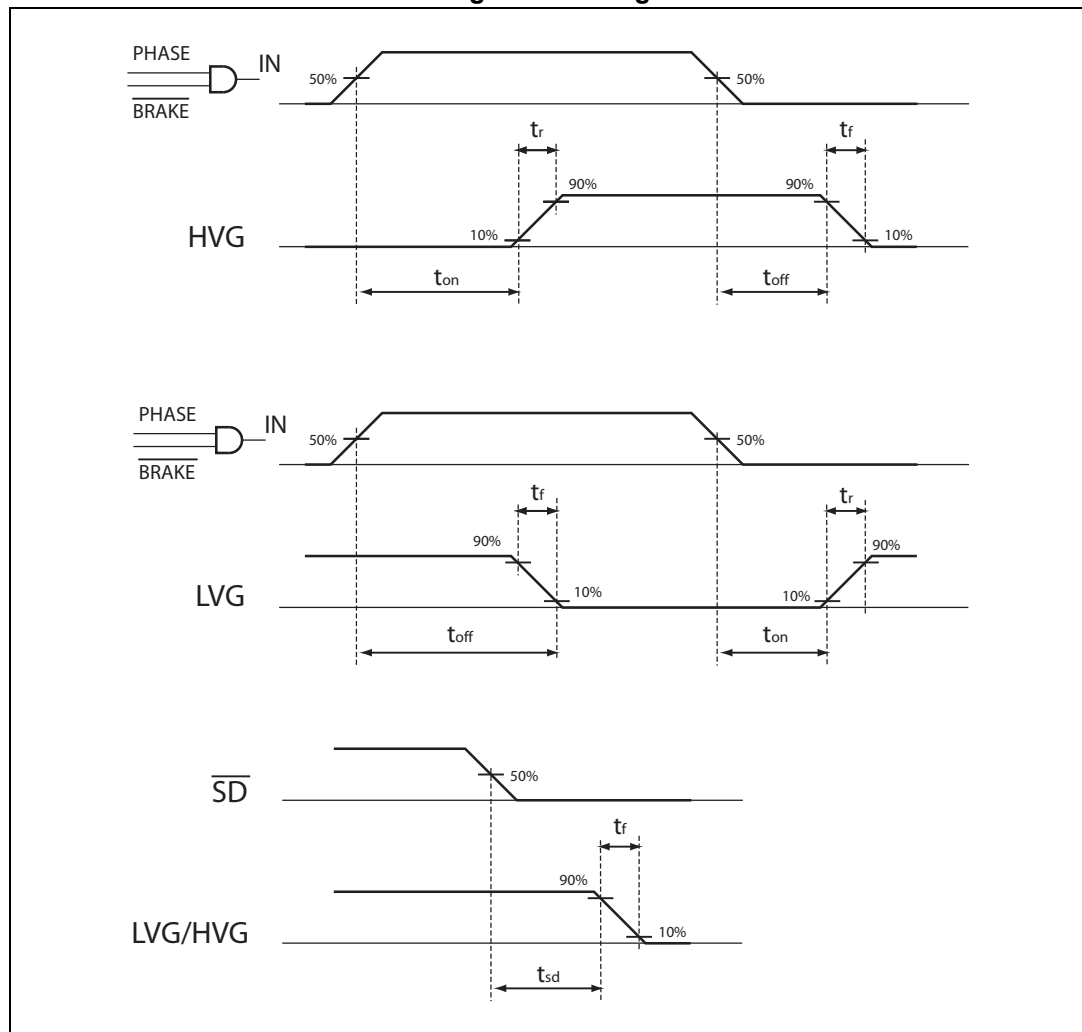 PHASE
IN
BRAKE
50%
50%
tr
tf
90%
90%
HVG
10%
10%
ton
toff
PHASE
IN
BRAKE
50%
50%
tf
tr
90%
90%
LVG
10%
10%
toff
ton
SD
50%
tf
90%
LVG/HVG
10%
tsd